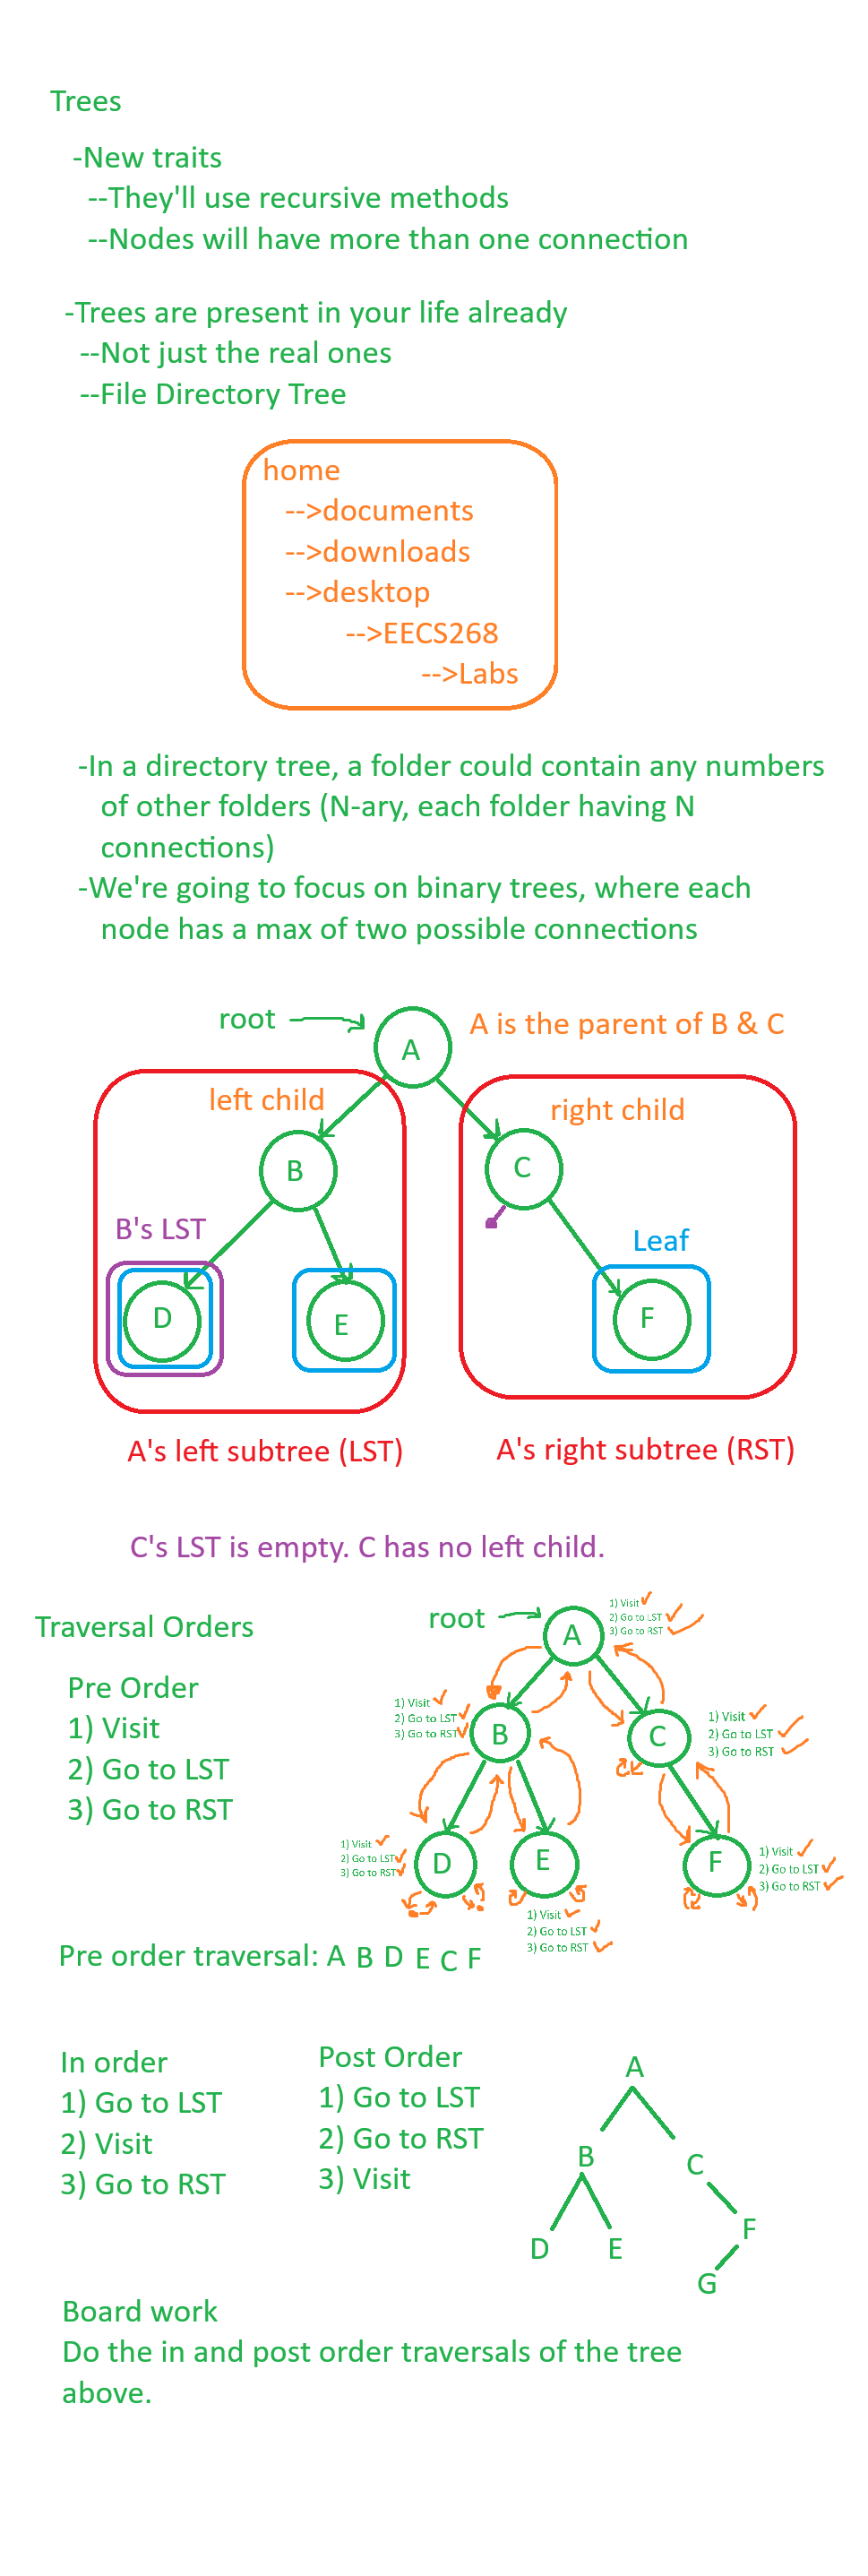 Trees
-New traits
--They'll use recursive methods
--Nodes will have more than one connection
-Trees are present in your life already
--Not just the real ones
--File Directory Tree
home
-->documents
-->downloads
-->desktop
-->EECS268
-->Labs
-In a directory tree, a folder could contain any numbers
of other folders (N-ary, each folder having N
connections)
-We're going to focus on binary trees, where each
node has a max of two possible connections
root
A
A is the parent of B & C
left child
right child
B
C
B's LST
Leaf
D
E
F
A's left subtree (LST)
A's right subtree (RST)
C's LST is empty. C has no left child.
Traversal Orders
Pre Order
1) Visit
2) Go to LST
3) Go to RST
root
A
1) Visit
2) Go to LST
3) Go to RST
1) Visit
2) Go to LST
3) Go to RST
B
C
1) Visit
2) Go to LST
3) Go to RST
1) Visit
2) Go to LST
3) Go to RST
D
E
F
1) Visit
2) Go to LST
3) Go to RST
1) Visit
2) Go to LST
3) Go to RST
Pre order traversal: A B D E C F
In order
1) Go to LST
2) Visit
3) Go to RST
Post Order
1) Go to LST
2) Go to RST
3) Visit
A
B
C
D
E
F
G
Board work
Do the in and post order traversals of the tree
above.